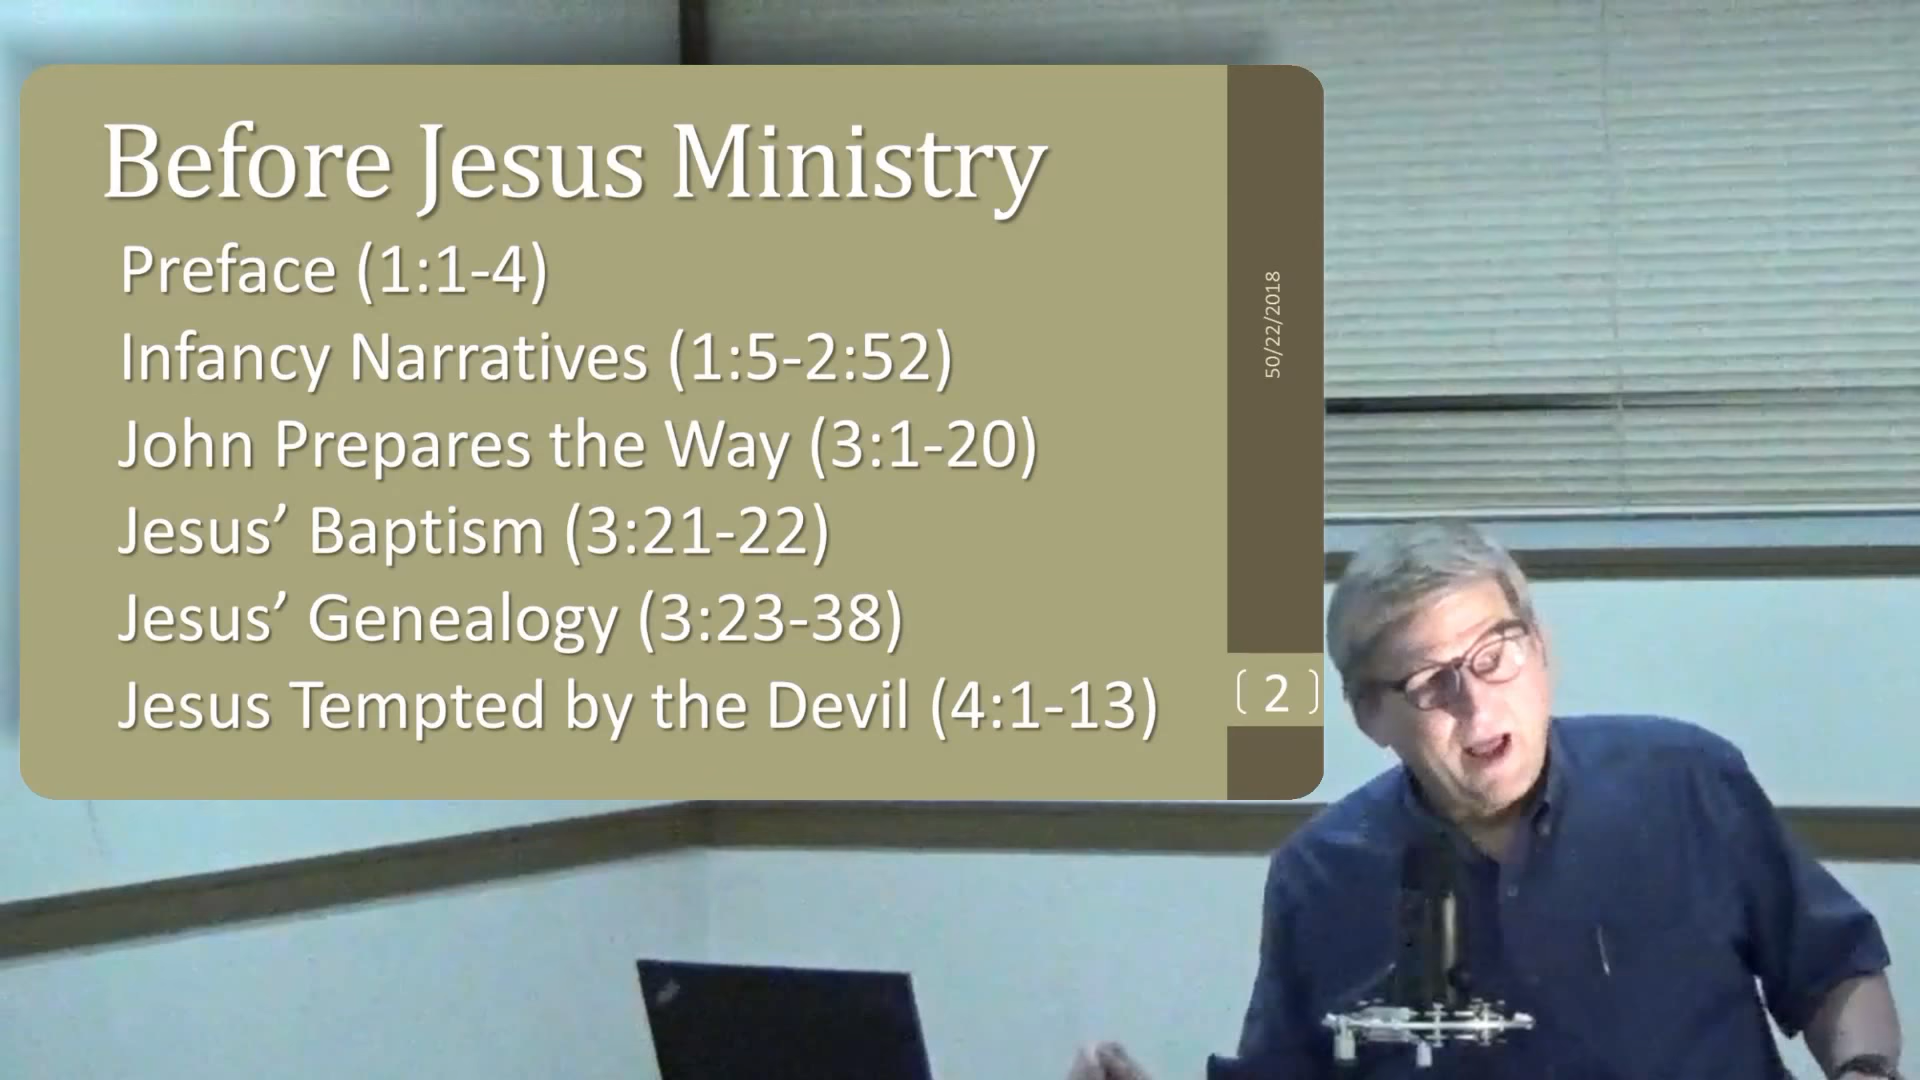 Before Jesus Ministry
Preface (1:1-4)
Infancy Narratives (1:5-2:52)
John Prepares the Way (3:1-20)
Jesus’ Baptism (3:21-22)
Jesus’ Genealogy (3:23-38)
Jesus Tempted by the Devil (4:1-13)
50/22/2018
2